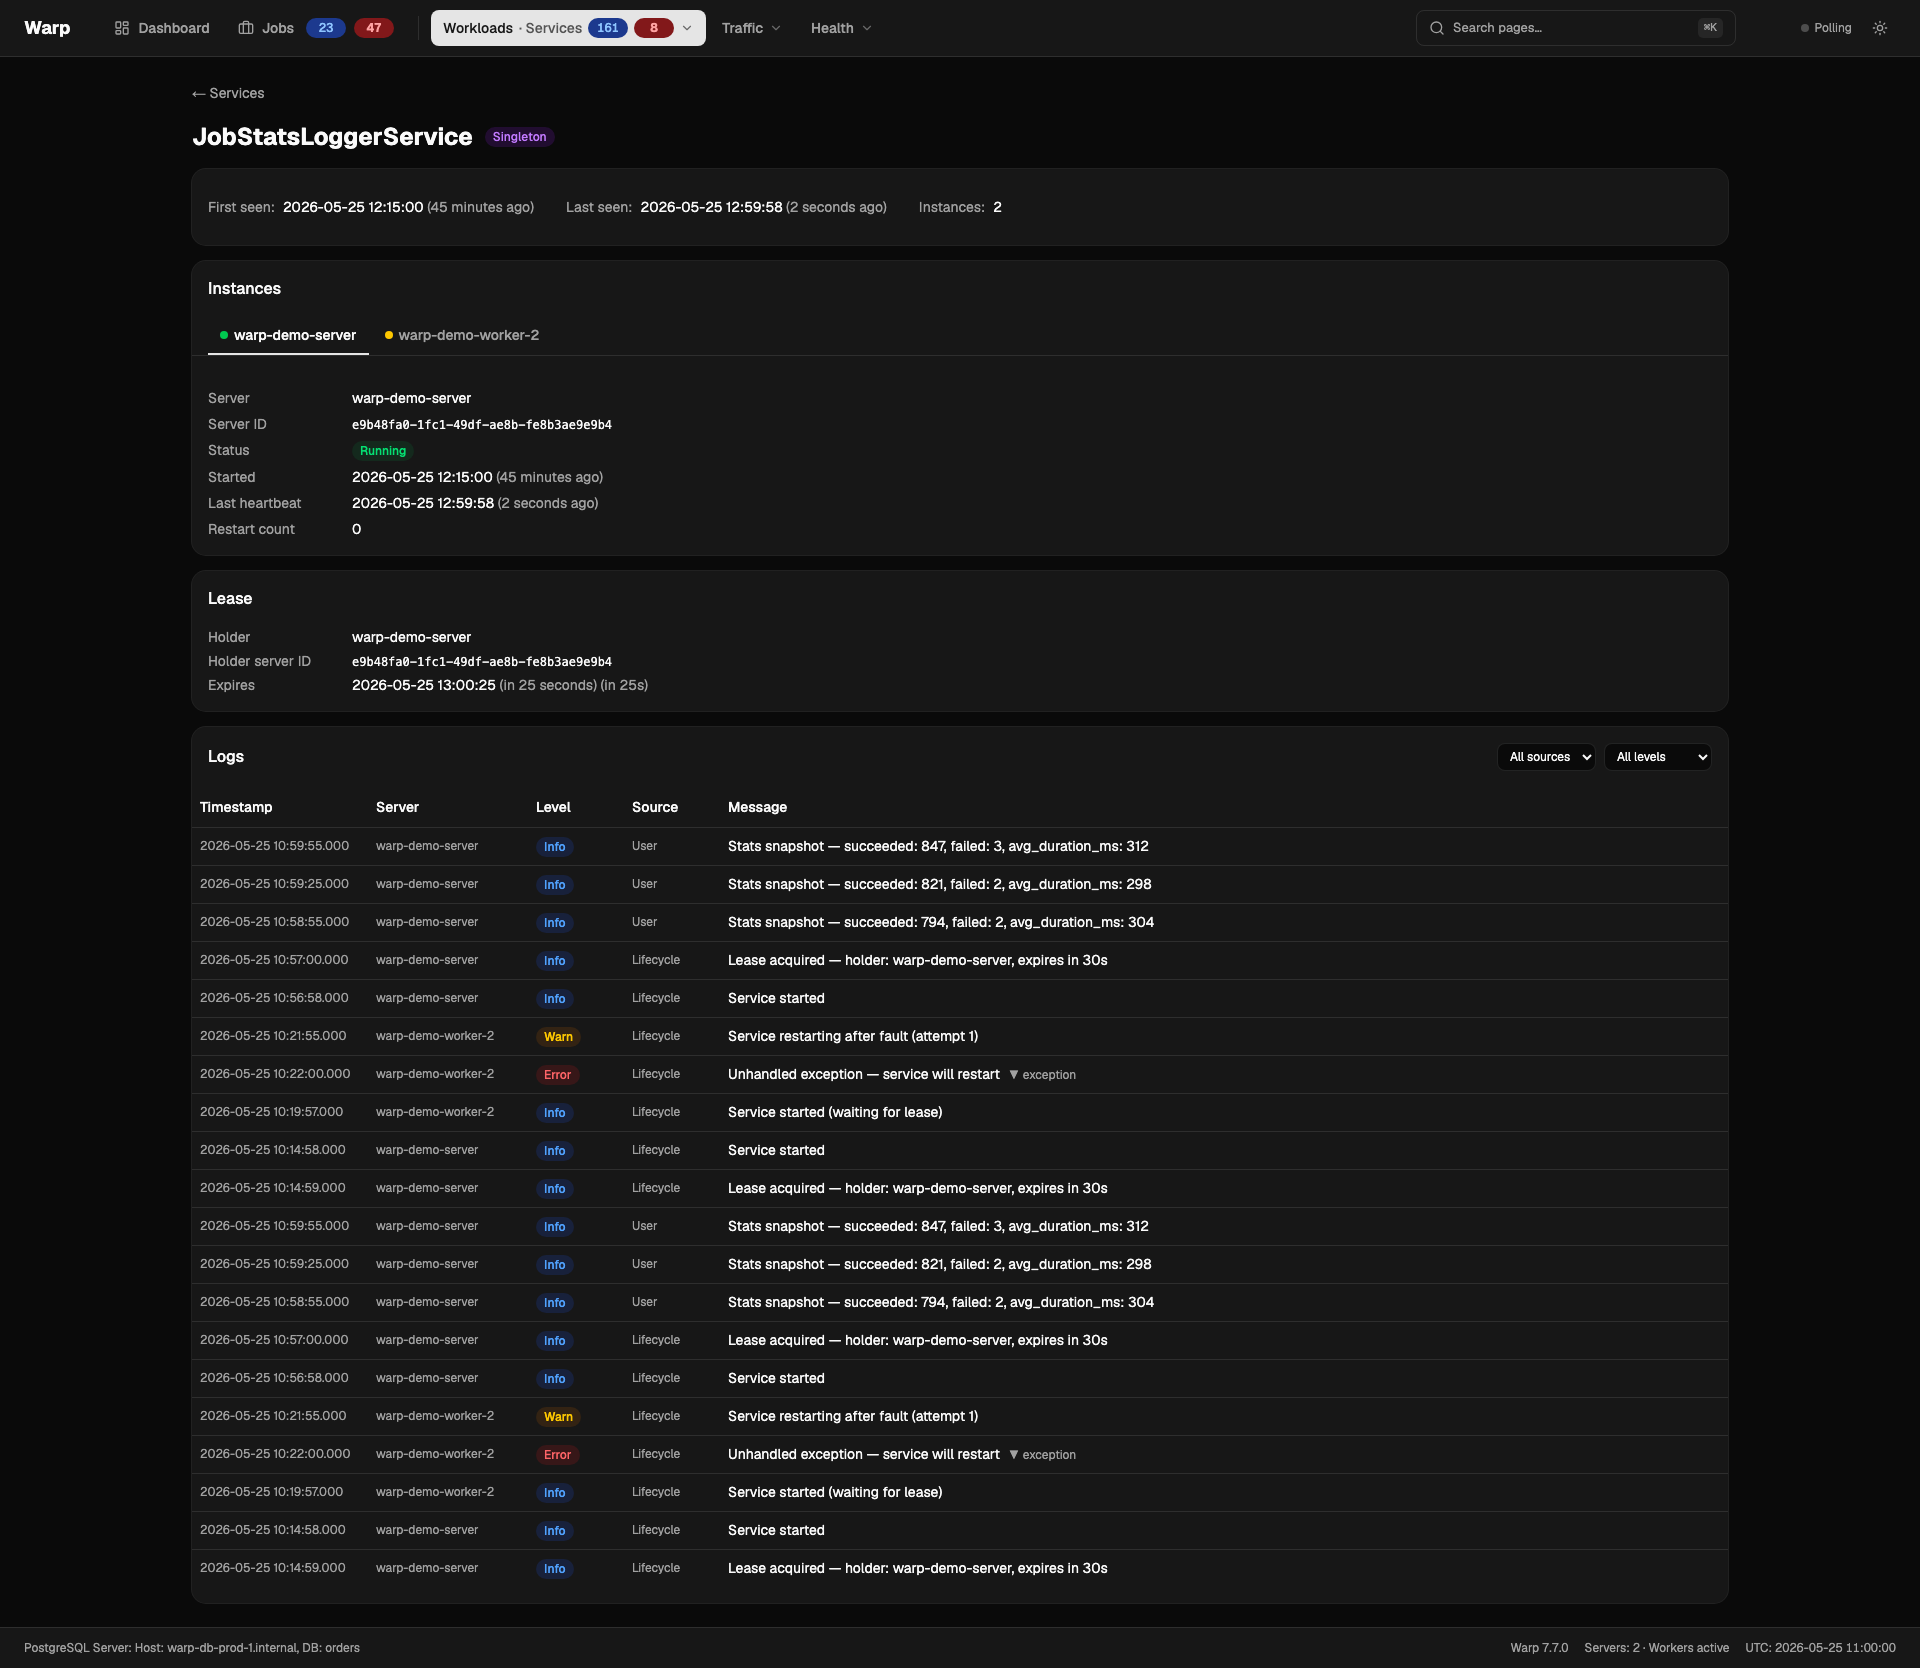 Warp Dashboard Jobs 23 47 Workloads · Services 161 8 Traffic Health Search pages... ⌘K Polling
← Services
JobStatsLoggerService Singleton
First seen: 2026-05-25 12:15:00 (45 minutes ago) Last seen: 2026-05-25 12:59:58 (2 seconds ago) Instances: 2
Instances
warp-demo-server warp-demo-worker-2
Server warp-demo-server
Server ID e9b48fa0-1fc1-49df-ae8b-fe8b3ae9e9b4
Status Running
Started 2026-05-25 12:15:00 (45 minutes ago)
Last heartbeat 2026-05-25 12:59:58 (2 seconds ago)
Restart count 0
Lease
Holder warp-demo-server
Holder server ID e9b48fa0-1fc1-49df-ae8b-fe8b3ae9e9b4
Expires 2026-05-25 13:00:25 (in 25 seconds) (in 25s)
Logs All sources All levels
Timestamp Server Level Source Message
2026-05-25 10:59:55.000 warp-demo-server Info User Stats snapshot — succeeded: 847, failed: 3, avg_duration_ms: 312
2026-05-25 10:59:25.000 warp-demo-server Info User Stats snapshot — succeeded: 821, failed: 2, avg_duration_ms: 298
2026-05-25 10:58:55.000 warp-demo-server Info User Stats snapshot — succeeded: 794, failed: 2, avg_duration_ms: 304
2026-05-25 10:57:00.000 warp-demo-server Info Lifecycle Lease acquired — holder: warp-demo-server, expires in 30s
2026-05-25 10:56:58.000 warp-demo-server Info Lifecycle Service started
2026-05-25 10:21:55.000 warp-demo-worker-2 Warn Lifecycle Service restarting after fault (attempt 1)
2026-05-25 10:22:00.000 warp-demo-worker-2 Error Lifecycle Unhandled exception — service will restart ▼ exception
2026-05-25 10:19:57.000 warp-demo-worker-2 Info Lifecycle Service started (waiting for lease)
2026-05-25 10:14:58.000 warp-demo-server Info Lifecycle Service started
2026-05-25 10:14:59.000 warp-demo-server Info Lifecycle Lease acquired — holder: warp-demo-server, expires in 30s
2026-05-25 10:59:55.000 warp-demo-server Info User Stats snapshot — succeeded: 847, failed: 3, avg_duration_ms: 312
2026-05-25 10:59:25.000 warp-demo-server Info User Stats snapshot — succeeded: 821, failed: 2, avg_duration_ms: 298
2026-05-25 10:58:55.000 warp-demo-server Info User Stats snapshot — succeeded: 794, failed: 2, avg_duration_ms: 304
2026-05-25 10:57:00.000 warp-demo-server Info Lifecycle Lease acquired — holder: warp-demo-server, expires in 30s
2026-05-25 10:56:58.000 warp-demo-server Info Lifecycle Service started
2026-05-25 10:21:55.000 warp-demo-worker-2 Warn Lifecycle Service restarting after fault (attempt 1)
2026-05-25 10:22:00.000 warp-demo-worker-2 Error Lifecycle Unhandled exception — service will restart ▼ exception
2026-05-25 10:19:57.000 warp-demo-worker-2 Info Lifecycle Service started (waiting for lease)
2026-05-25 10:14:58.000 warp-demo-server Info Lifecycle Service started
2026-05-25 10:14:59.000 warp-demo-server Info Lifecycle Lease acquired — holder: warp-demo-server, expires in 30s
PostgreSQL Server: Host: warp-db-prod-1.internal, DB: orders Warp 7.7.0 Servers: 2 · Workers active UTC: 2026-05-25 11:00:00